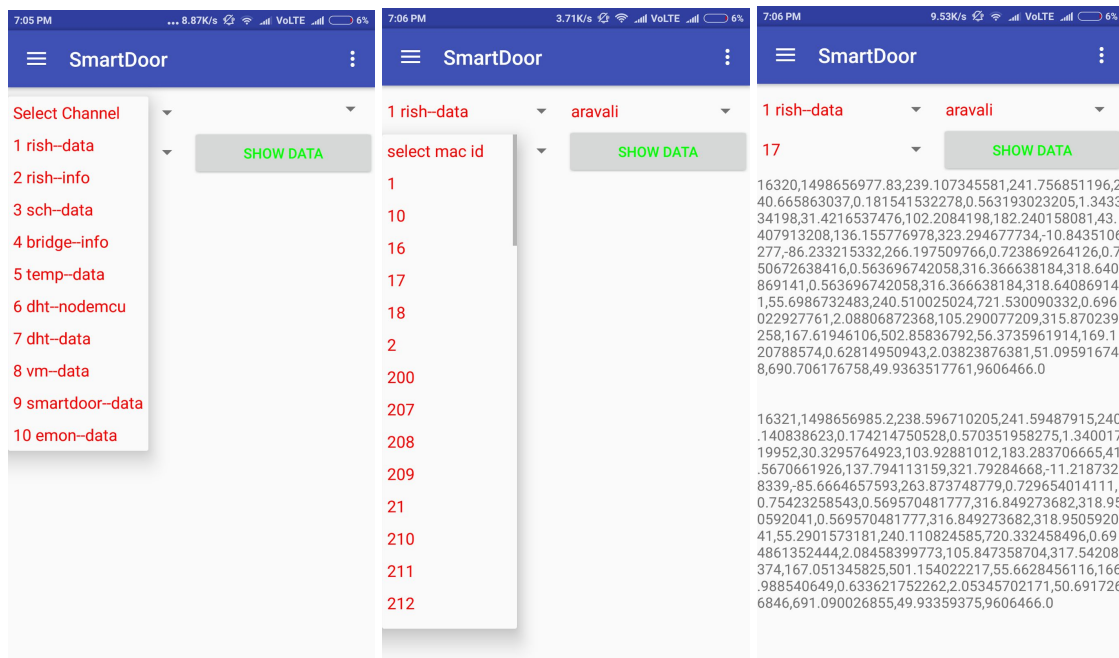 7:05 PM ... 8.87K/s VoLTE 6%
SmartDoor
Select Channel
1 rish--data
SHOW DATA
2 rish--info
3 sch--data
4 bridge--info
5 temp--data
6 dht--nodemcu
7 dht--data
8 vm--data
9 smartdoor--data
10 emon--data
7:06 PM 3.71K/s VoLTE 6%
SmartDoor
1 rish--data aravali
select mac id SHOW DATA
1
10
16
17
18
2
200
207
208
209
21
210
211
212
7:06 PM 9.53K/s VoLTE 6%
SmartDoor
1 rish--data aravali
17 SHOW DATA
16320,1498656977.83,239.107345581,241.756851196,2
40.665863037,0.181541532278,0.563193023205,1.3433
34198,31.4216537476,102.2084198,182.240158081,43.
407913208,136.155776978,323.294677734,-10.8435106
277,-86.233215332,266.197509766,0.723869264126,0.7
50672638416,0.563696742058,316.366638184,318.640
869141,0.563696742058,316.366638184,318.64086914
1,55.6986732483,240.510025024,721.530090332,0.696
022927761,2.08806872368,105.290077209,315.870239
258,167.61946106,502.85836792,56.3735961914,169.1
20788574,0.62814950943,2.03823876381,51.09591674
8,690.706176758,49.9363517761,9606466.0
16321,1498656985.2,238.596710205,241.59487915,240
.140838623,0.174214750528,0.570351958275,1.340017
19952,30.3295764923,103.92881012,183.283706665,41
.5670661926,137.794113159,321.79284668,-11.218732
8339,-85.6664657593,263.873748779,0.729654014111,
0.75423258543,0.569570481777,316.849273682,318.95
0592041,0.569570481777,316.849273682,318.9505920
41,55.2901573181,240.110824585,720.332458496,0.69
4861352444,2.08458399773,105.847358704,317.54208
374,167.051345825,501.154022217,55.6628456116,166
.988540649,0.633621752262,2.05345702171,50.691726
6846,691.090026855,49.93359375,9606466.0